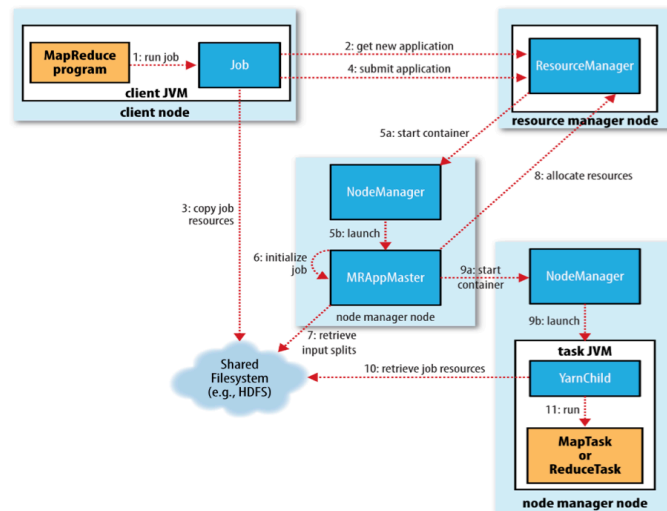 MapReduce
program
1: run job
Job
client JVM
client node
2: get new application
4: submit application
ResourceManager
resource manager node
5a: start container
3: copy job
resources
NodeManager
5b: launch
8: allocate resources
6: initialize
job
MRAppMaster
node manager node
9a: start
container
NodeManager
9b: launch
7: retrieve
input splits
Shared
Filesystem
(e.g., HDFS)
10: retrieve job resources
task JVM
YarnChild
11: run
MapTask
or
ReduceTask
node manager node